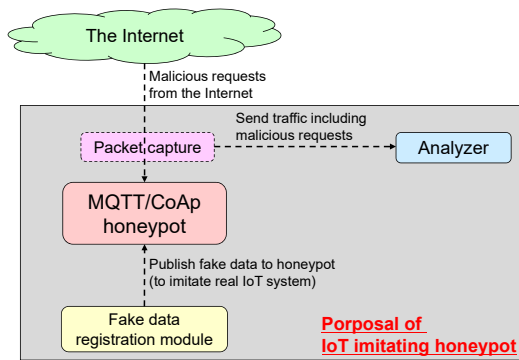 The Internet
Malicious requests
from the Internet
Send traffic including
malicious requests
Packet capture
Analyzer
MQTT/CoAp
honeypot
Publish fake data to honeypot
(to imitate real IoT system)
Fake data
registration module
Porposal of
IoT imitating honeypot